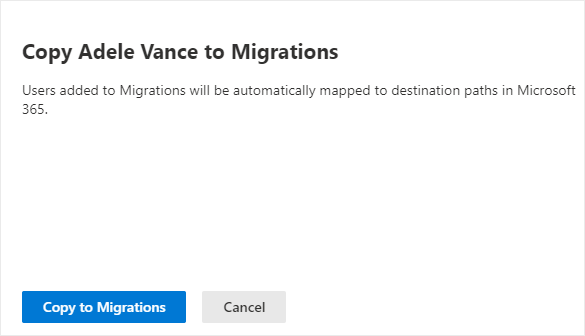 Copy Adele Vance to Migrations
Users added to Migrations will be automatically mapped to destination paths in Microsoft
365.
Copy to Migrations
Cancel